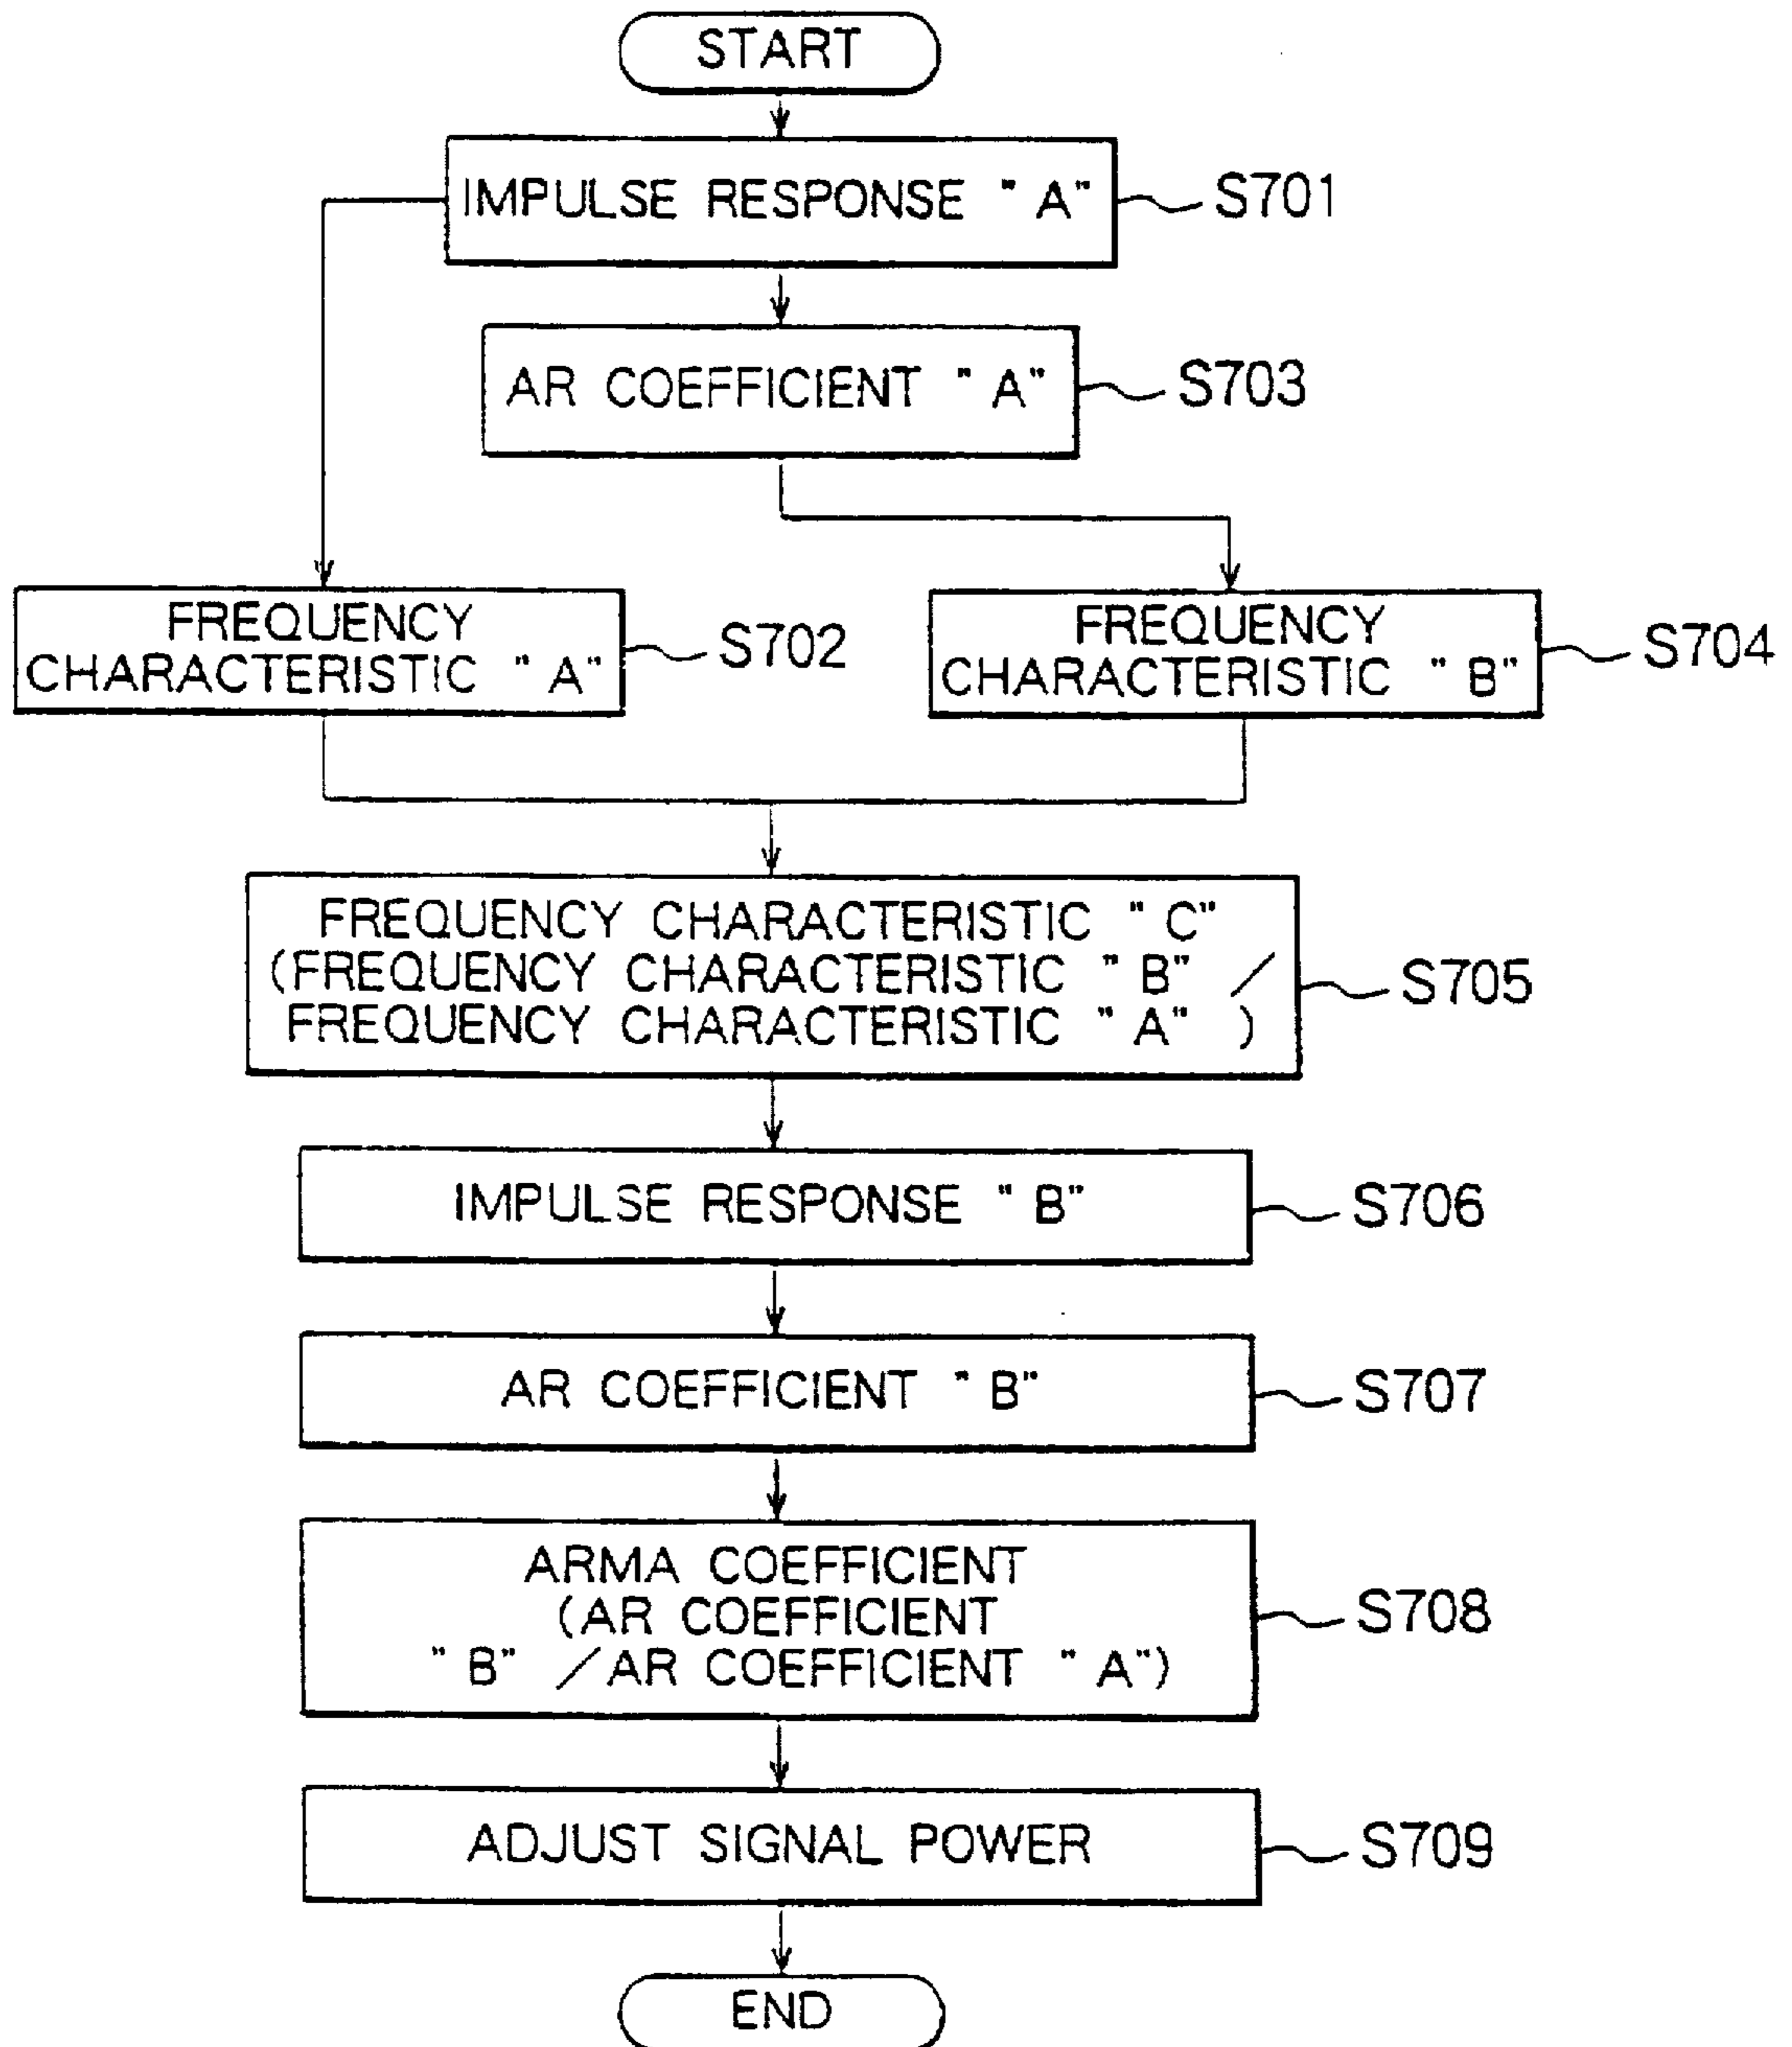 START
IMPULSE RESPONSE "A"
S701
AR COEFFICIENT "A"
S703
FREQUENCY
CHARACTERISTIC "A"
S702
FREQUENCY
CHARACTERISTIC "B"
S704
FREQUENCY CHARACTERISTIC "C"
(FREQUENCY CHARACTERISTIC "B" /
FREQUENCY CHARACTERISTIC "A" )
S705
IMPULSE RESPONSE "B"
S706
AR COEFFICIENT "B"
S707
ARMA COEFFICIENT
(AR COEFFICIENT
"B" /AR COEFFICIENT "A")
S708
ADJUST SIGNAL POWER
S709
END